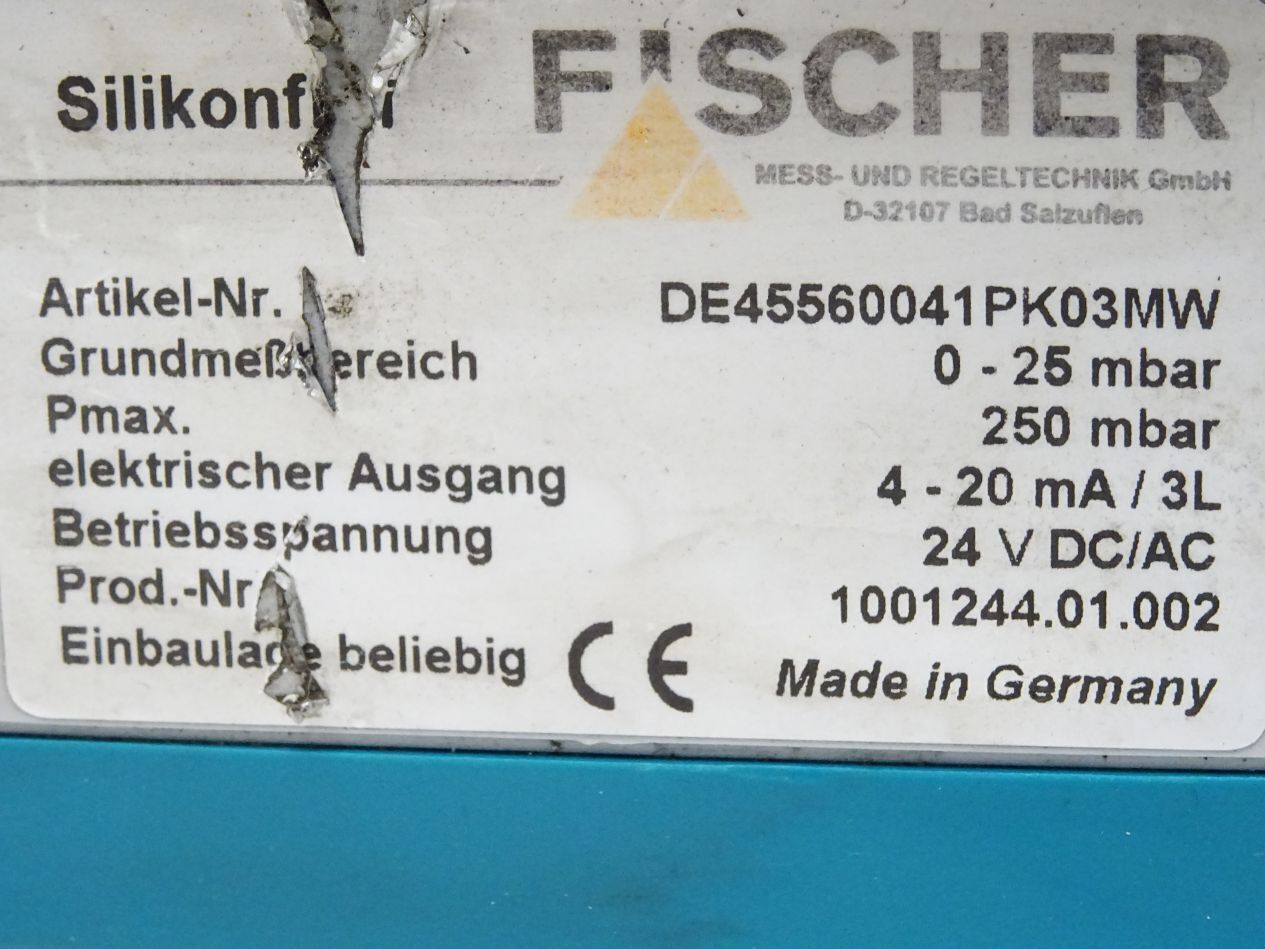 Silikonfrei
FISCHER
MESS- UND REGELTECHNIK GmbH
D-32107 Bad Salzuflen
Artikel-Nr. DE45560041PK03MW
Grundmeßbereich 0 - 25 mbar
Pmax. 250 mbar
elektrischer Ausgang 4 - 20 mA / 3L
Betriebsspannung 24 V DC/AC
Prod.-Nr 1001244.01.002
Einbaulage beliebig CE Made in Germany